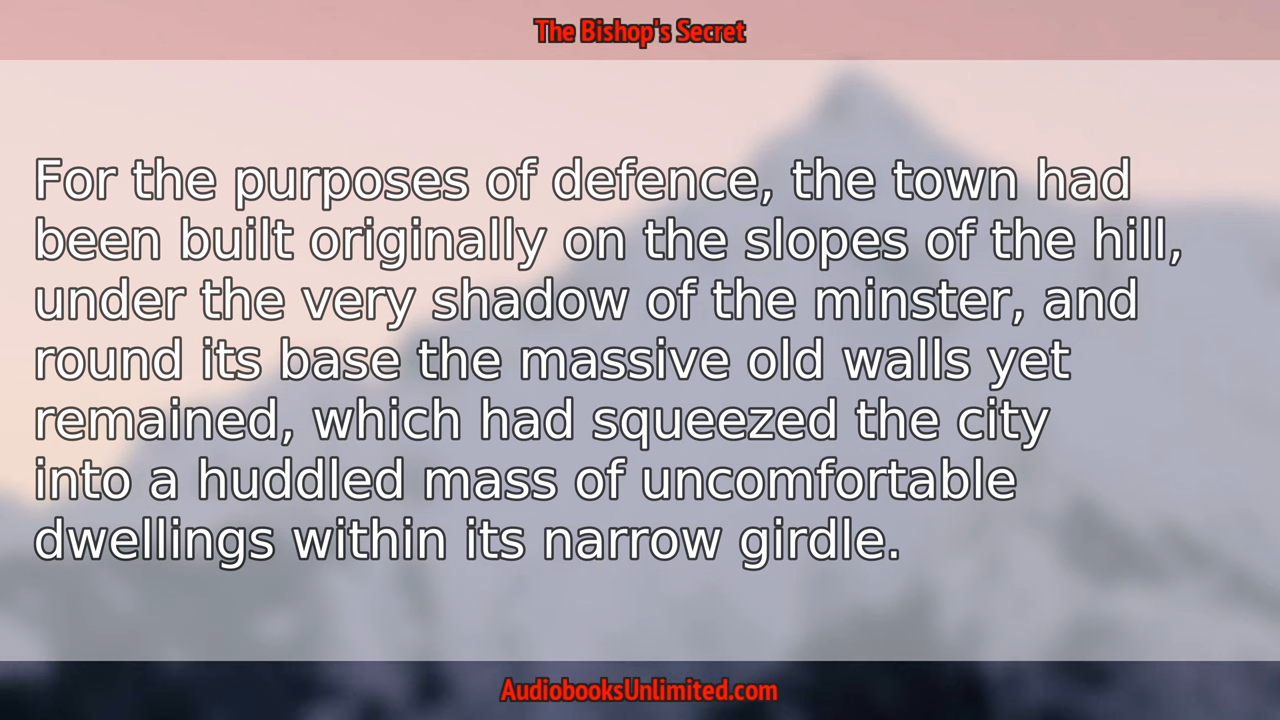 The Bishop's Secret
For the purposes of defence, the town had
been built originally on the slopes of the hill,
under the very shadow of the minster, and
round its base the massive old walls yet
remained, which had squeezed the city
into a huddled mass of uncomfortable
dwellings within its narrow girdle.
AudiobooksUnlimited.com